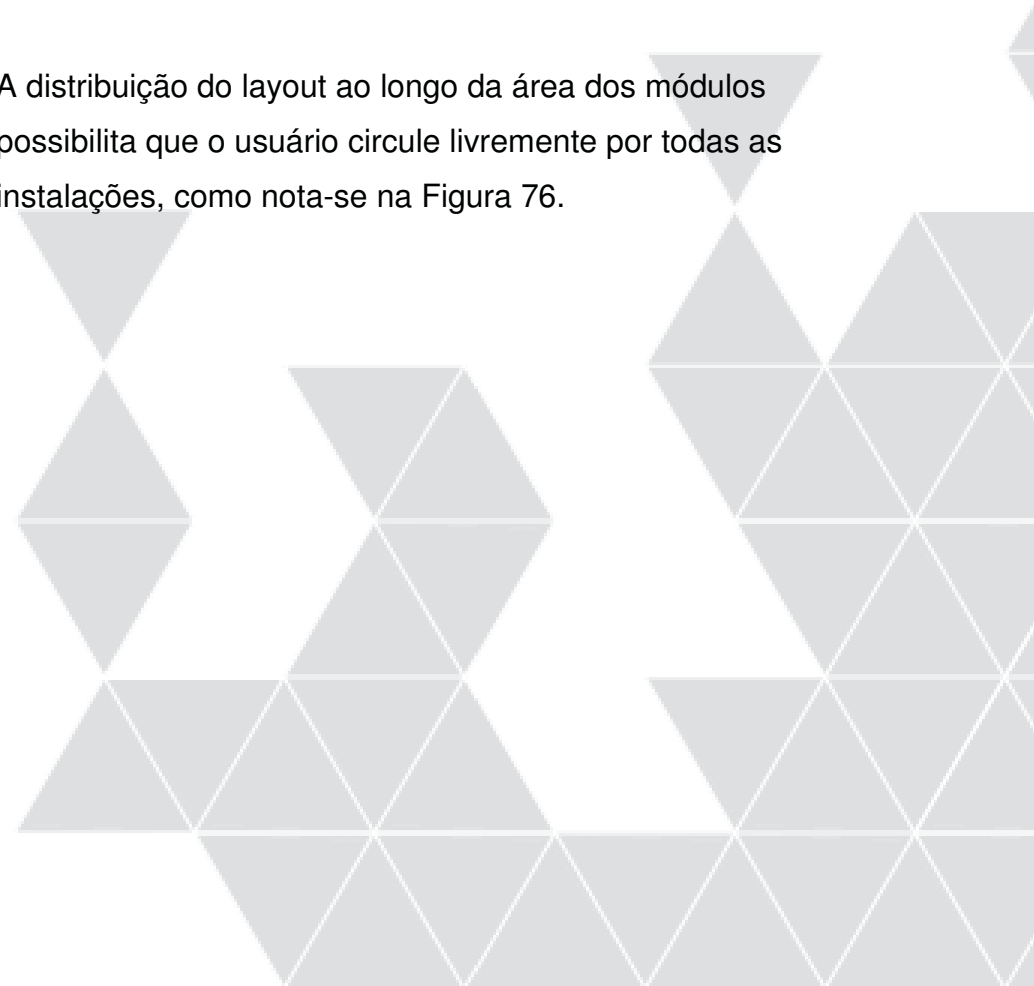 A distribuição do layout ao longo da área dos módulos
possibilita que o usuário circule livremente por todas as
instalações, como nota-se na Figura 76.